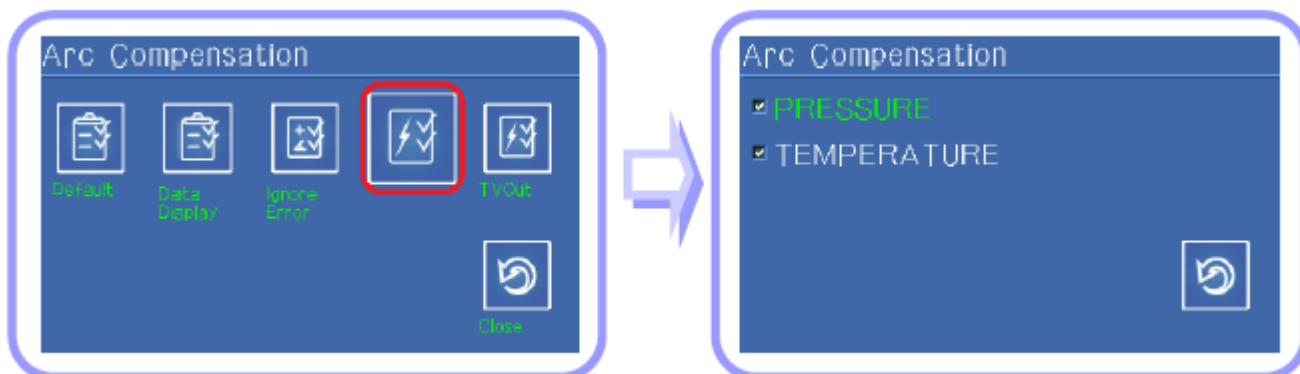 Arc Compensation
Default
Data
Display
Ignore
Error
TVOut
Close
Arc Compensation
PRESSURE
TEMPERATURE